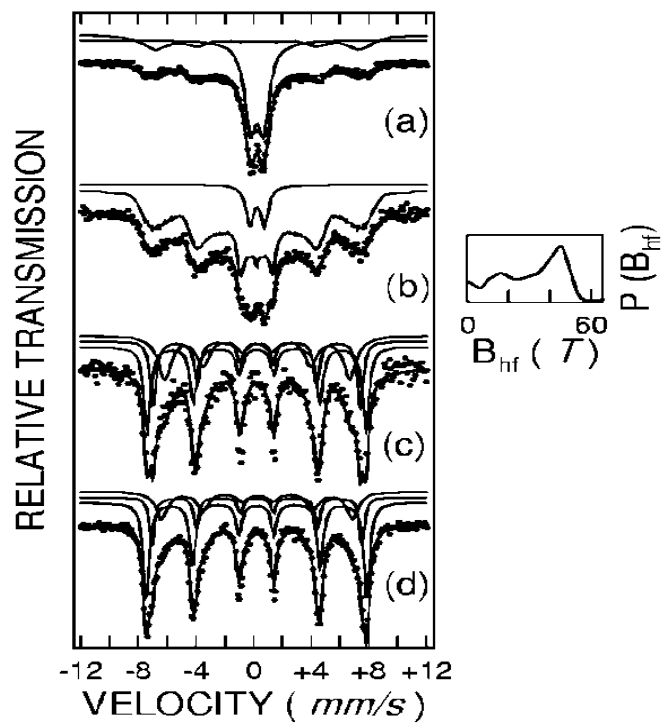 RELATIVE TRANSMISSION
(a)
(b)
(c)
(d)
-12 -8 -4 0 +4 +8 +12
VELOCITY ( mm/s )
P (B_hf)
0 60
B_hf ( T )